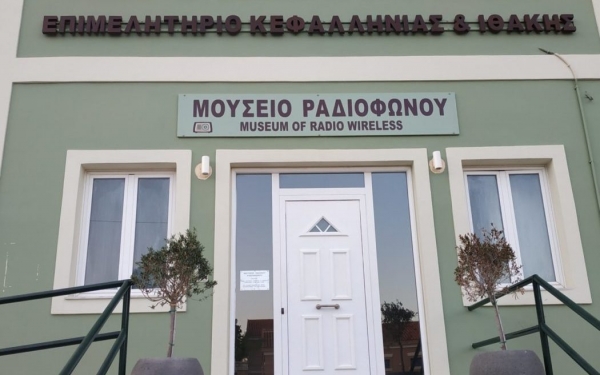 ΕΠΙΜΕΛΗΤΗΡΙΟ ΚΕΦΑΛΛΗΝΙΑΣ & ΙΘΑΚΗΣ
ΜΟΥΣΕΙΟ ΡΑΔΙΟΦΩΝΟΥ
MUSEUM OF RADIO WIRELESS